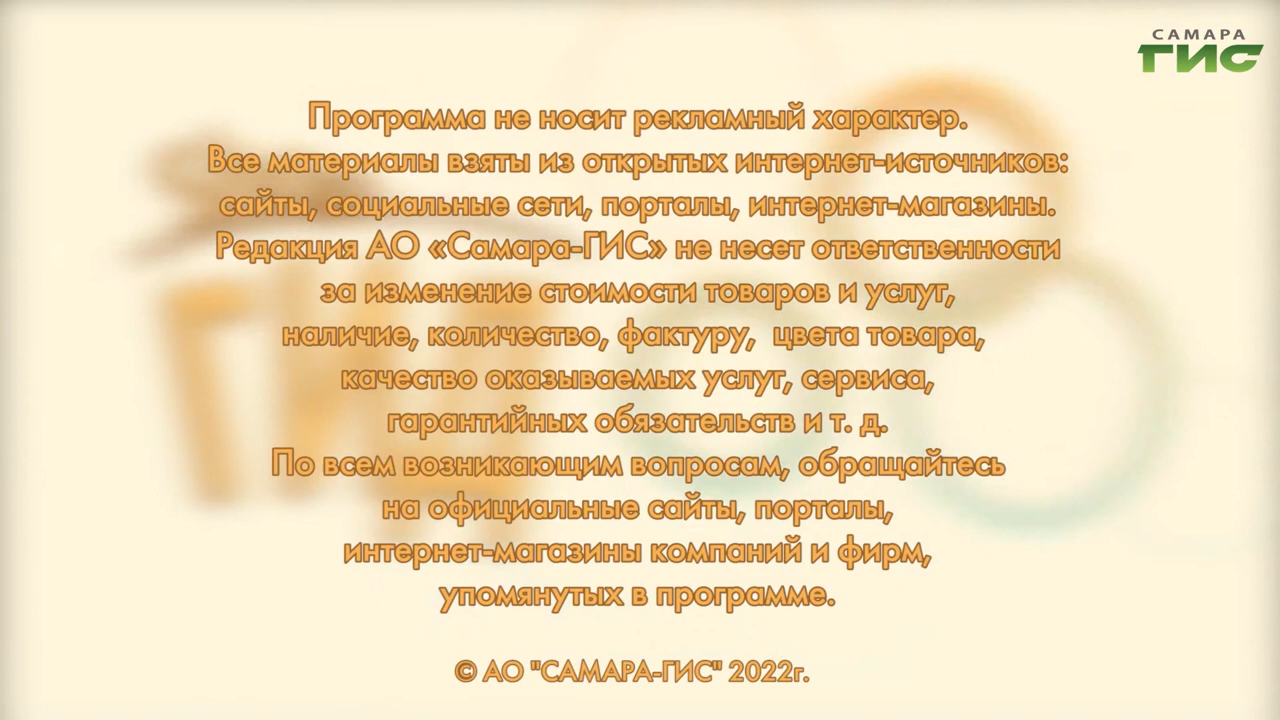 САМАРА
ГИС
Программа не носит рекламный характер.
Все материалы взяты из открытых интернет-источников:
сайты, социальные сети, порталы, интернет-магазины.
Редакция АО «Самара-ГИС» не несет ответственности
за изменение стоимости товаров и услуг,
наличие, количество, фактуру, цвета товара,
качество оказываемых услуг, сервиса,
гарантийных обязательств и т. д.
По всем возникающим вопросам, обращайтесь
на официальные сайты, порталы,
интернет-магазины компаний и фирм,
упомянутых в программе.
© АО "САМАРА-ГИС" 2022г.